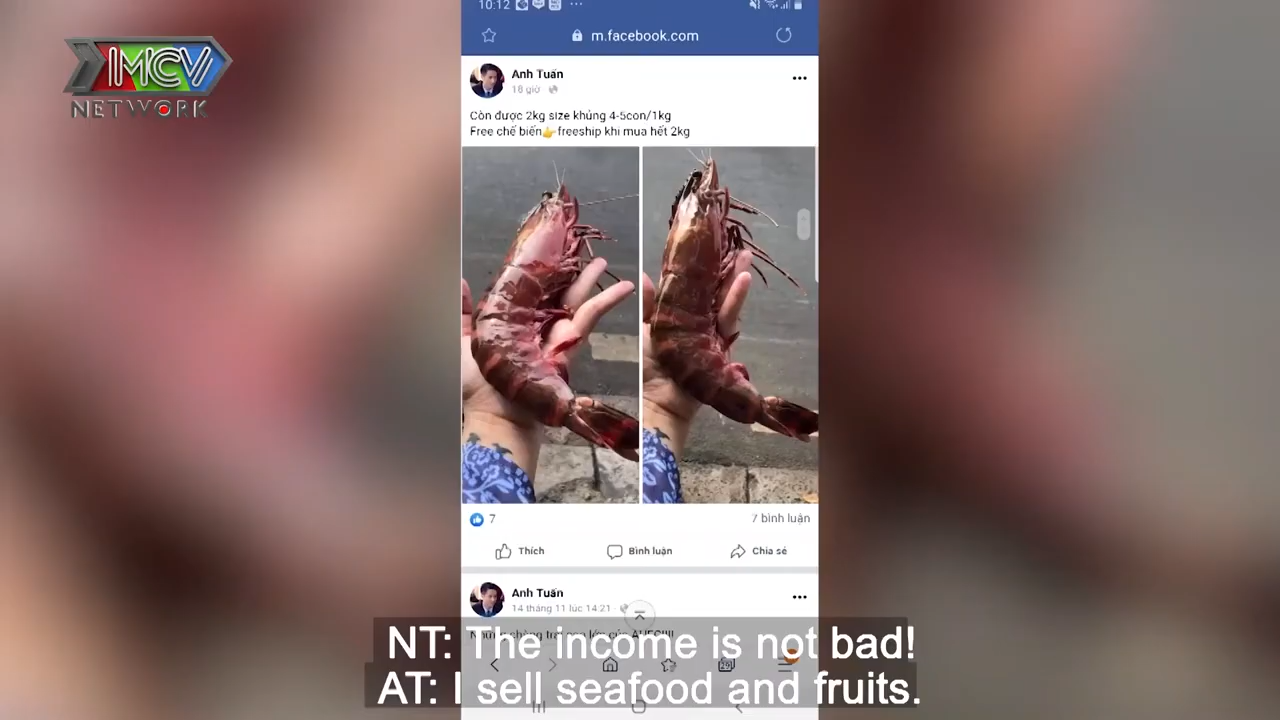 10:12
MCV
NETWORK
m.facebook.com
Anh Tuấn
18 giờ
Còn được 2kg size khủng 4-5con/1kg
Free chế biến👉freeship khi mua hết 2kg
7
7 bình luận
Thích
Bình luận
Chia sẻ
Anh Tuấn
14 tháng 11 lúc 14:21
NT: The income is not bad!
AT: I sell seafood and fruits.